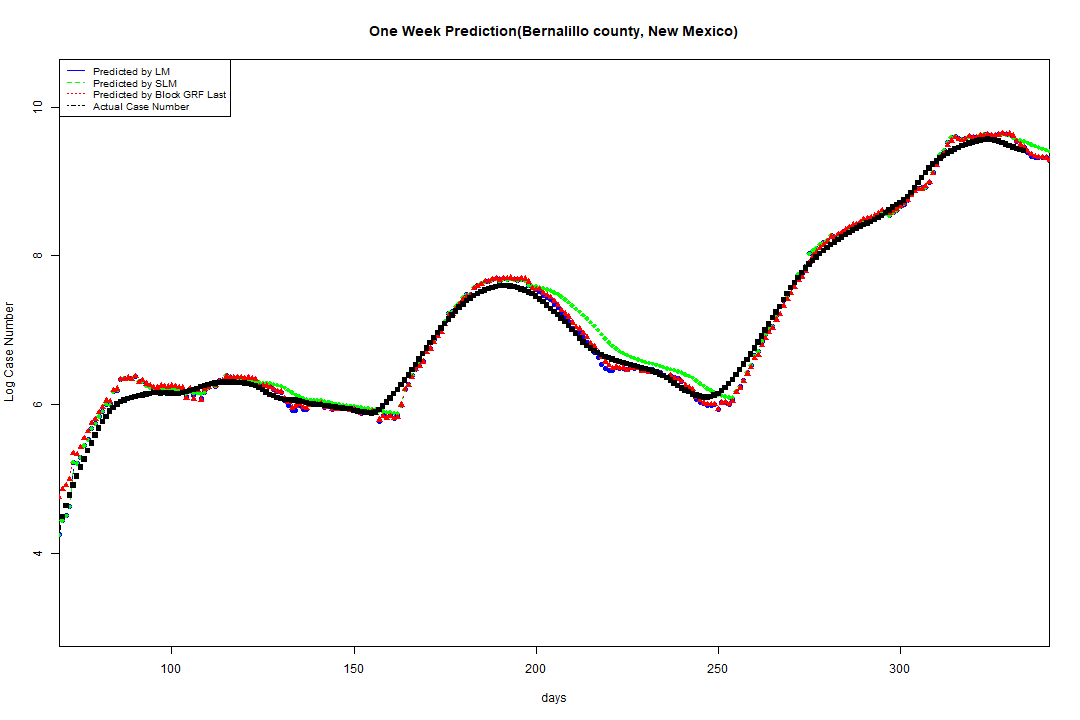 One Week Prediction(Bernalillo county, New Mexico)
Predicted by LM
Predicted by SLM
Predicted by Block GRF Last
Actual Case Number
10
8
6
4
Log Case Number
100 150 200 250 300
days